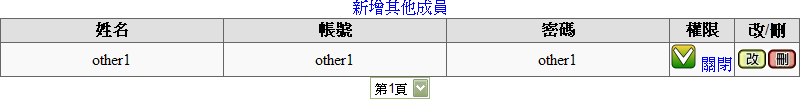 新增其他成員
姓名 帳號 密碼 權限 改/刪
other1 other1 other1 關閉 改 刪
第1頁